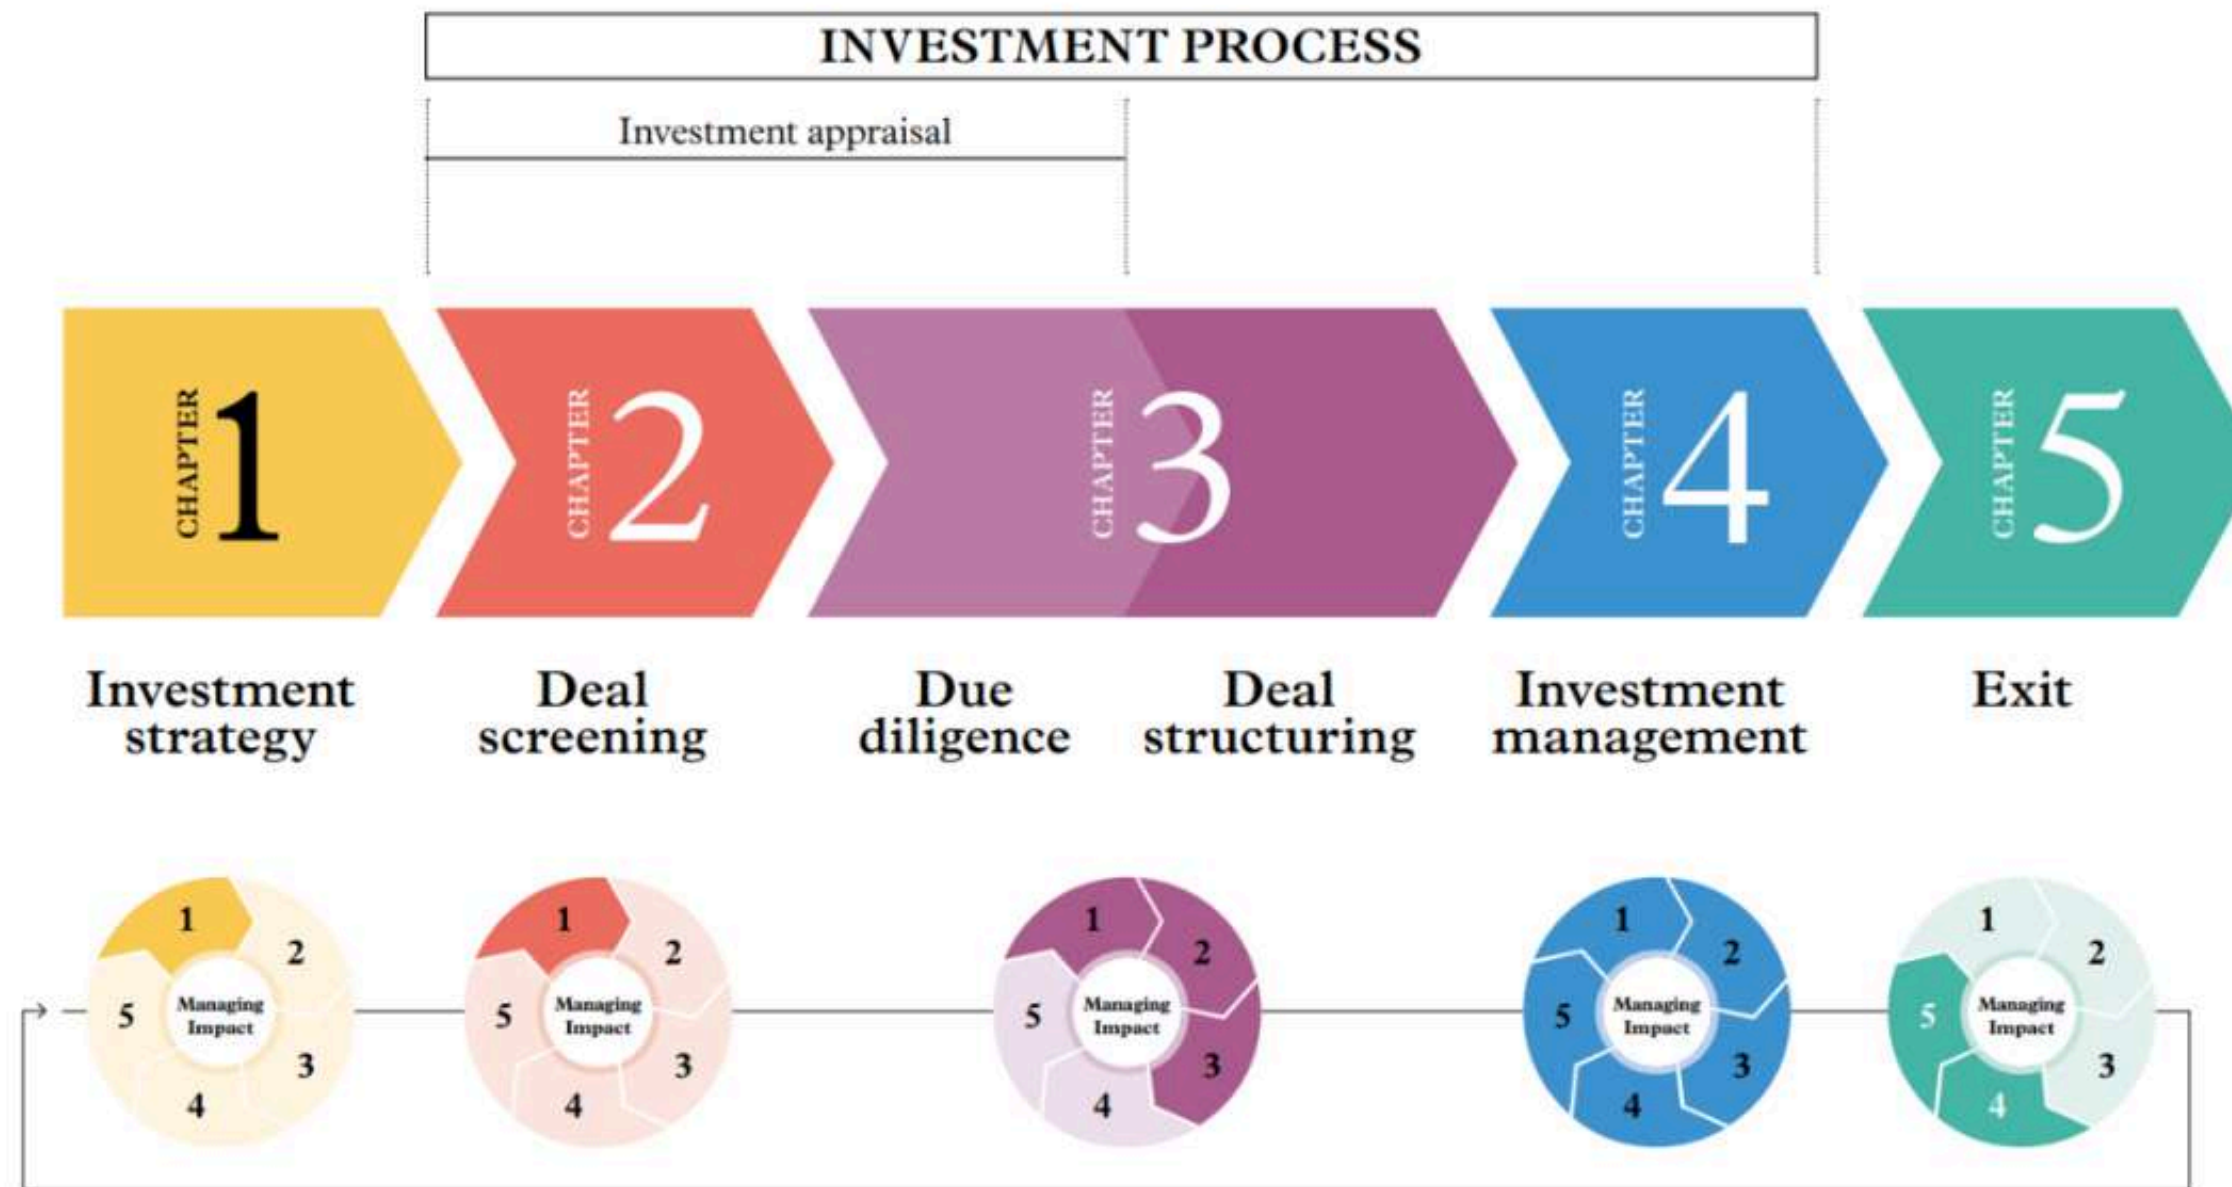 INVESTMENT PROCESS
Investment appraisal
CHAPTER 1
CHAPTER 2
CHAPTER 3
CHAPTER 4
CHAPTER 5
Investment
strategy
Deal
screening
Due
diligence
Deal
structuring
Investment
management
Exit
1
2
3
4
5
Managing
Impact
1
2
3
4
5
Managing
Impact
1
2
3
4
5
Managing
Impact
1
2
3
4
5
Managing
Impact
1
2
3
4
5
Managing
Impact